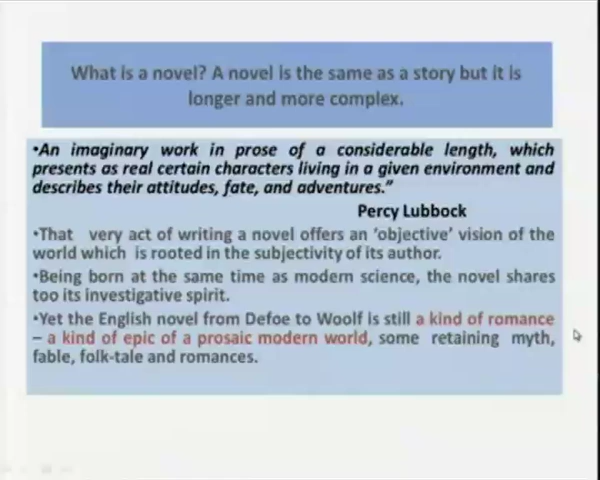 What is a novel? A novel is the same as a story but it is
longer and more complex.
•An imaginary work in prose of a considerable length, which
presents as real certain characters living in a given environment and
describes their attitudes, fate, and adventures.”
Percy Lubbock
•That very act of writing a novel offers an ‘objective’ vision of the
world which is rooted in the subjectivity of its author.
•Being born at the same time as modern science, the novel shares
too its investigative spirit.
•Yet the English novel from Defoe to Woolf is still a kind of romance
– a kind of epic of a prosaic modern world, some retaining myth,
fable, folk-tale and romances.